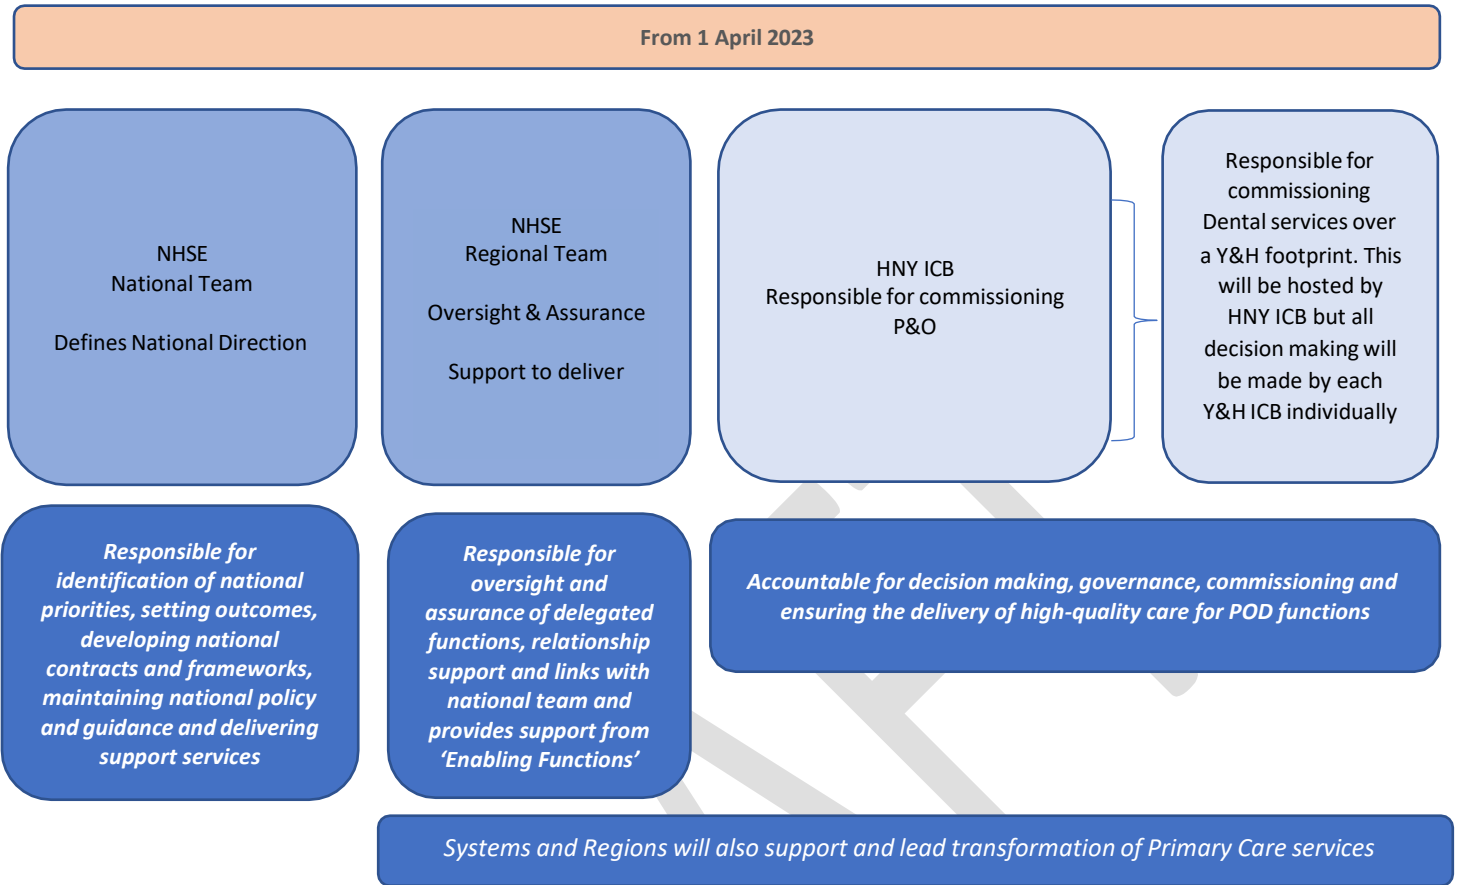 From 1 April 2023
NHSE
National Team
Defines National Direction
NHSE
Regional Team
Oversight & Assurance
Support to deliver
HNY ICB
Responsible for commissioning
P&O
Responsible for
commissioning
Dental services over
a Y&H footprint. This
will be hosted by
HNY ICB but all
decision making will
be made by each
Y&H ICB individually
Responsible for
identification of national
priorities, setting outcomes,
developing national
contracts and frameworks,
maintaining national policy
and guidance and delivering
support services
Responsible for
oversight and
assurance of delegated
functions, relationship
support and links with
national team and
provides support from
‘Enabling Functions’
Accountable for decision making, governance, commissioning and
ensuring the delivery of high-quality care for POD functions
Systems and Regions will also support and lead transformation of Primary Care services